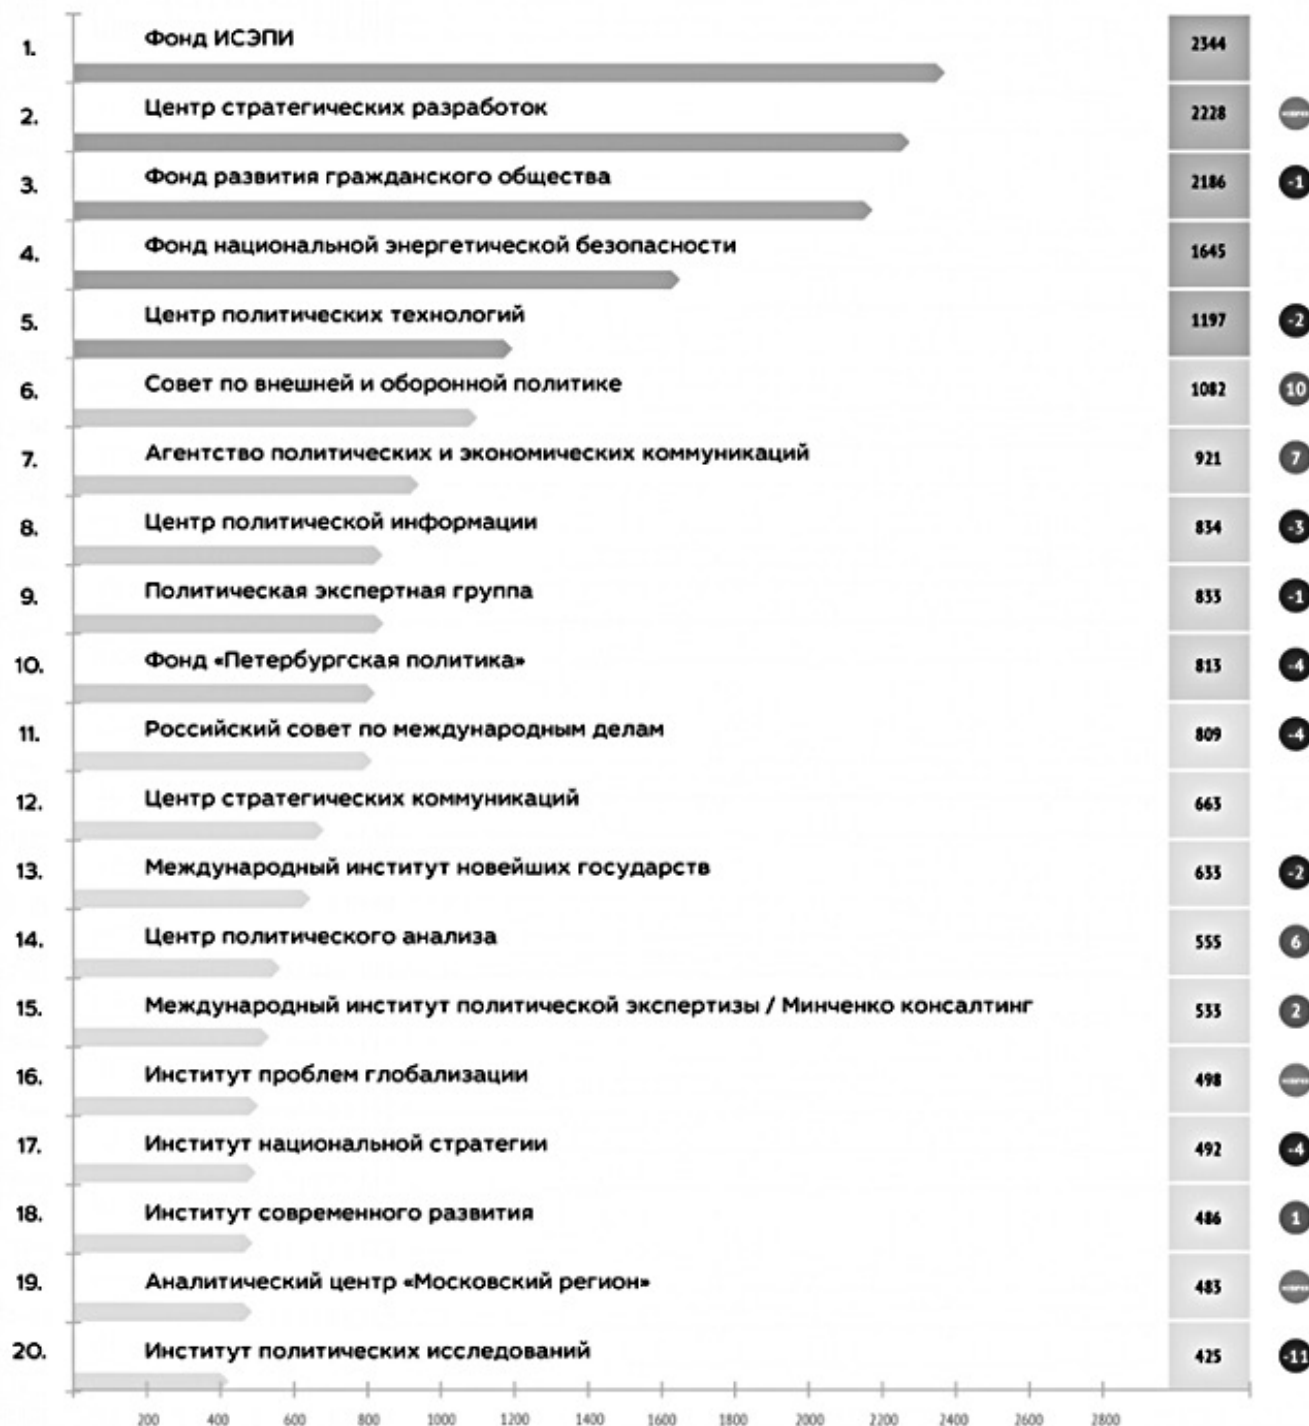 1. Фонд ИСЭПИ 2344
2. Центр стратегических разработок 2228
3. Фонд развития гражданского общества 2186 -1
4. Фонд национальной энергетической безопасности 1645
5. Центр политических технологий 1197 -2
6. Совет по внешней и оборонной политике 1082 10
7. Агентство политических и экономических коммуникаций 921 7
8. Центр политической информации 834 -3
9. Политическая экспертная группа 833 -1
10. Фонд «Петербургская политика» 813 -4
11. Российский совет по международным делам 809 -4
12. Центр стратегических коммуникаций 663
13. Международный институт новейших государств 633 -2
14. Центр политического анализа 555 6
15. Международный институт политической экспертизы / Минченко консалтинг 533 2
16. Институт проблем глобализации 498
17. Институт национальной стратегии 492 -4
18. Институт современного развития 486 1
19. Аналитический центр «Московский регион» 483
20. Институт политических исследований 425 -11
200 400 600 800 1000 1200 1400 1600 1800 2000 2200 2400 2600 2800